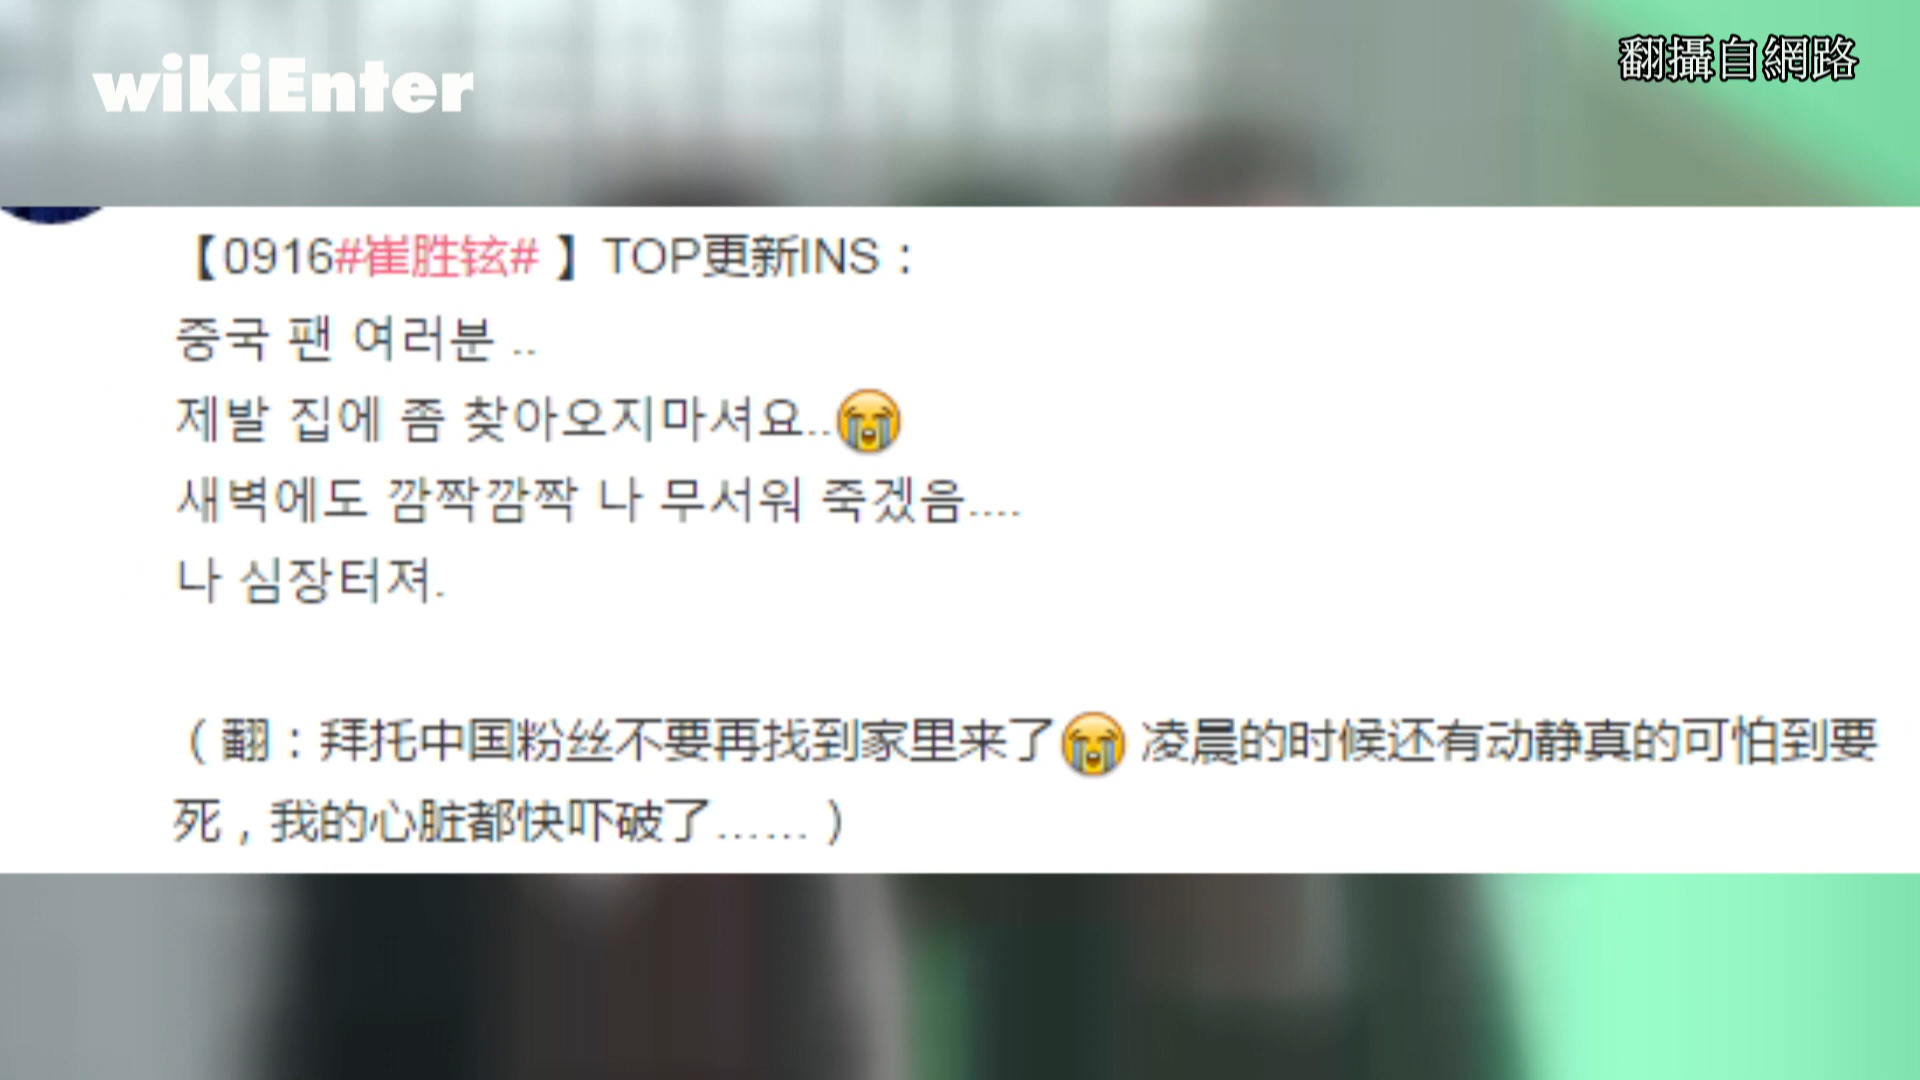 wikiEnter
翻攝自網路
【0916#崔胜铉# 】TOP更新INS：
중국 팬 여러분 ..
제발 집에 좀 찾아오지마셔요..😭
새벽에도 깜짝깜짝 나 무서워 죽겠음....
나 심장터져.
（翻：拜托中国粉丝不要再找到家里来了😭 凌晨的时候还有动静真的可怕到要
死，我的心脏都快吓破了……）